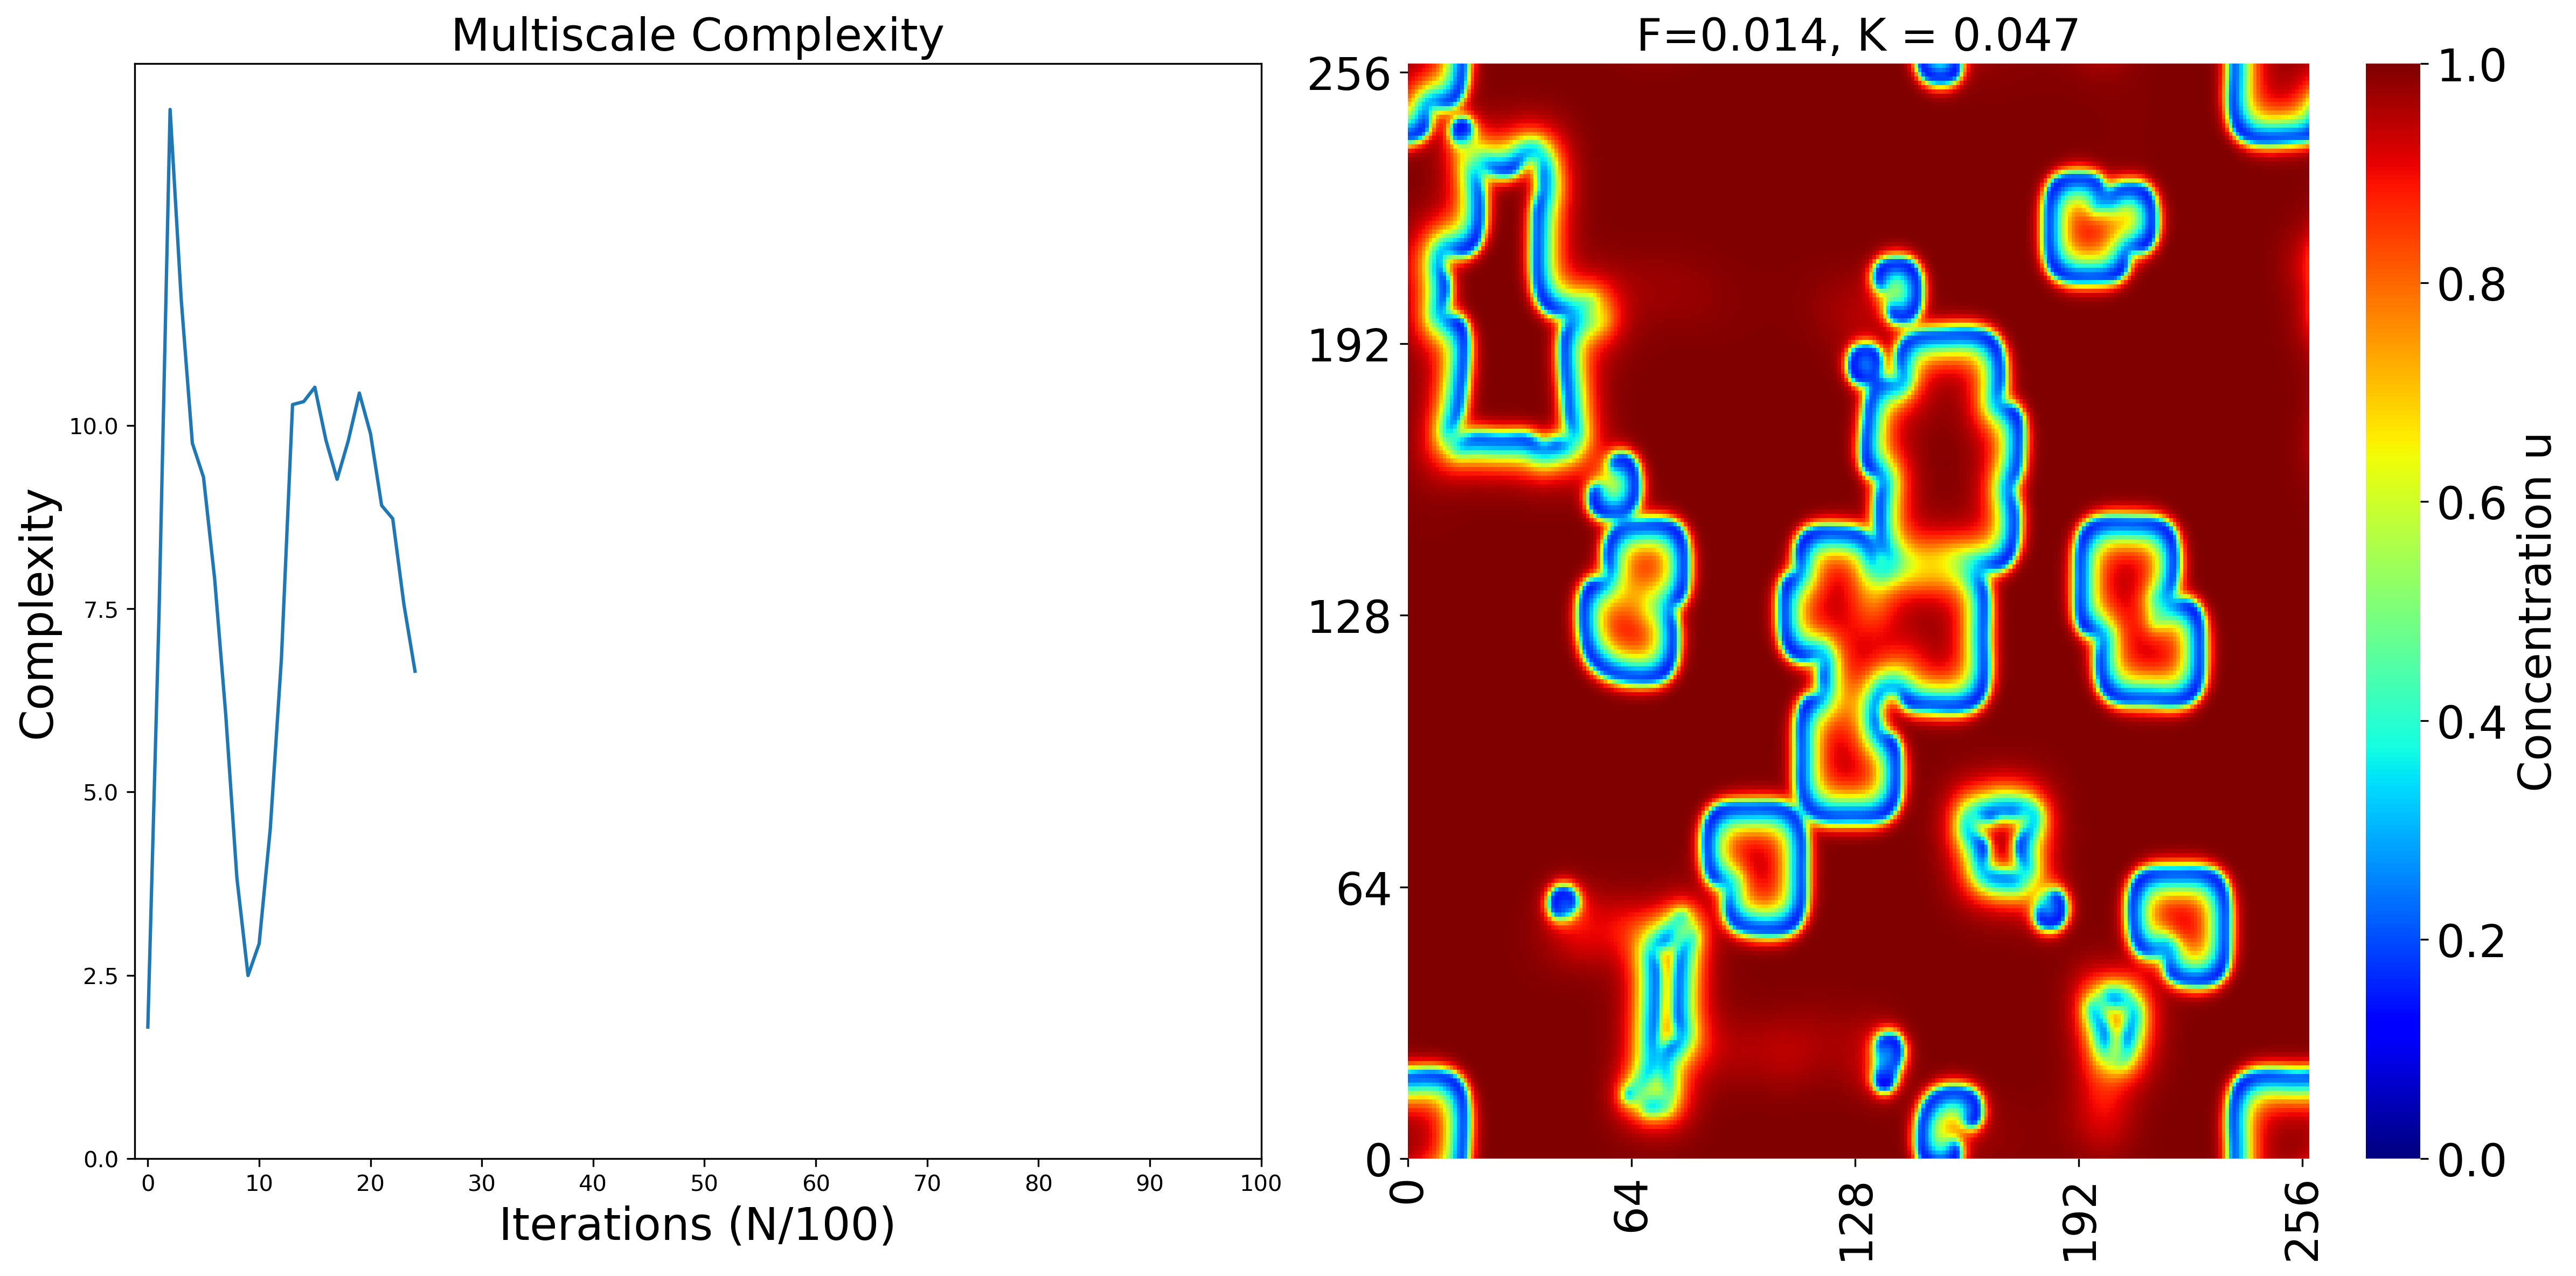 Multiscale Complexity
Complexity
10.0
7.5
5.0
2.5
0.0
0 10 20 30 40 50 60 70 80 90 100
Iterations (N/100)
F=0.014, K = 0.047
256
192
128
64
0
0 64 128 192 256
1.0
0.8
0.6
0.4
0.2
0.0
Concentration u